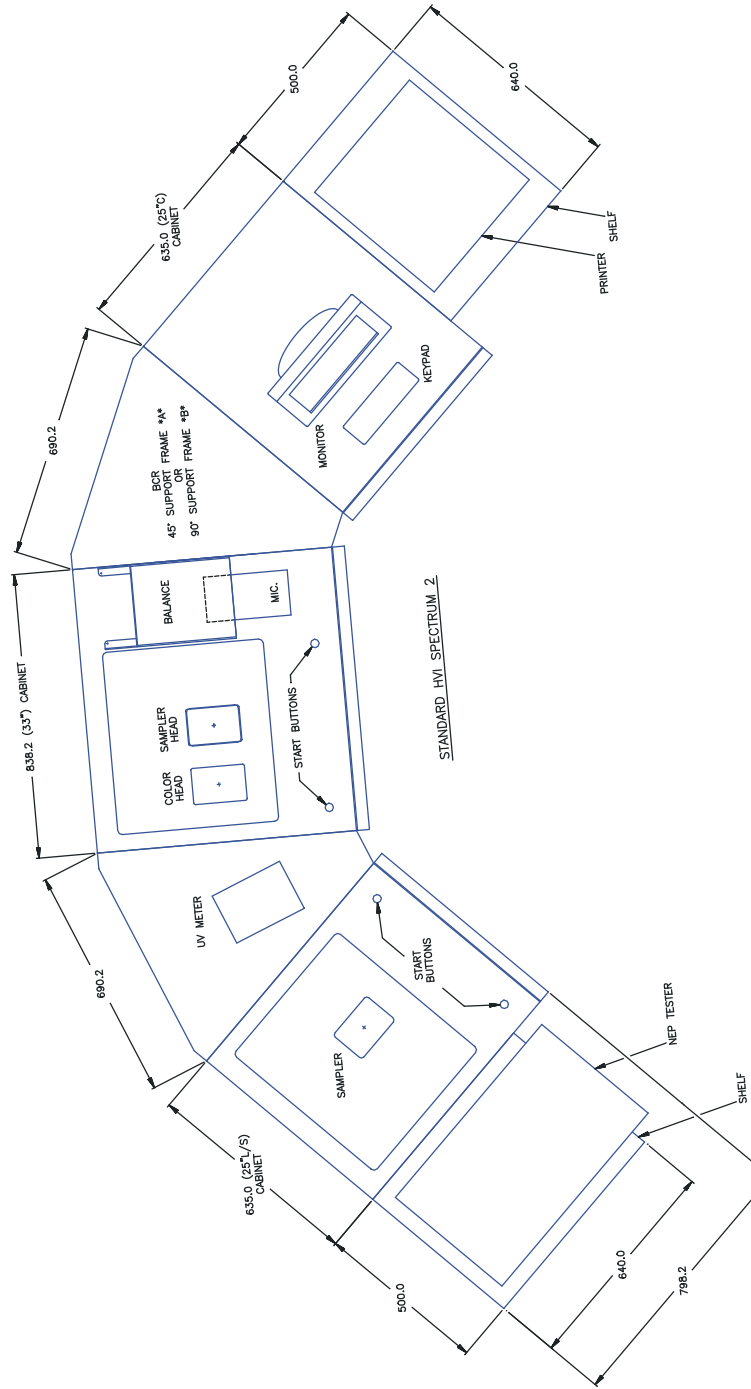 500.0
640.0
635.0 (25"C)
CABINET
SHELF
PRINTER
690.2
KEYPAD
MONITOR
BCR
45° SUPPORT FRAME "A"
OR
90° SUPPORT FRAME "B"
838.2 (33") CABINET
BALANCE
MIC.
SAMPLER
HEAD
COLOR
HEAD
START BUTTONS
STANDARD HVI SPECTRUM 2
UV METER
690.2
START
BUTTONS
SAMPLER
NEP TESTER
SHELF
635.0 (25"L/S)
CABINET
500.0
640.0
798.2